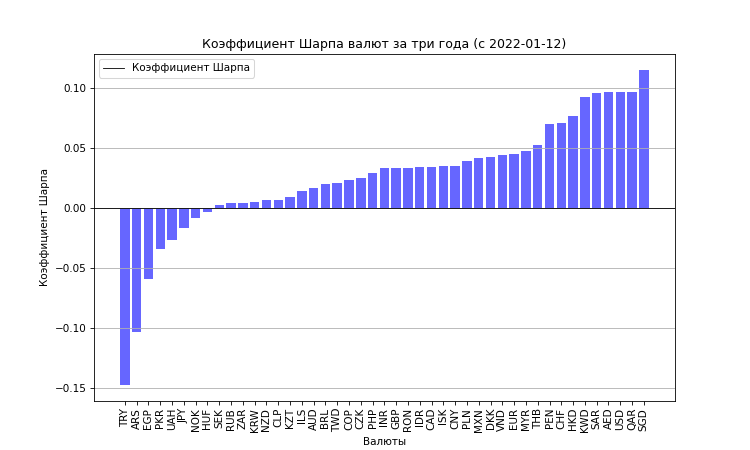 Коэффициент Шарпа валют за три года (с 2022-01-12)
Коэффициент Шарпа
0.10
0.05
0.00
−0.05
−0.10
−0.15
Коэффициент Шарпа
TRY
ARS
EGP
PKR
UAH
JPY
NOK
HUF
SEK
RUB
ZAR
KRW
NZD
CLP
KZT
ILS
AUD
BRL
TWD
COP
CZK
PHP
INR
GBP
RON
IDR
CAD
ISK
CNY
PLN
MXN
DKK
VND
EUR
MYR
THB
PEN
CHF
HKD
KWD
SAR
AED
USD
QAR
SGD
Валюты